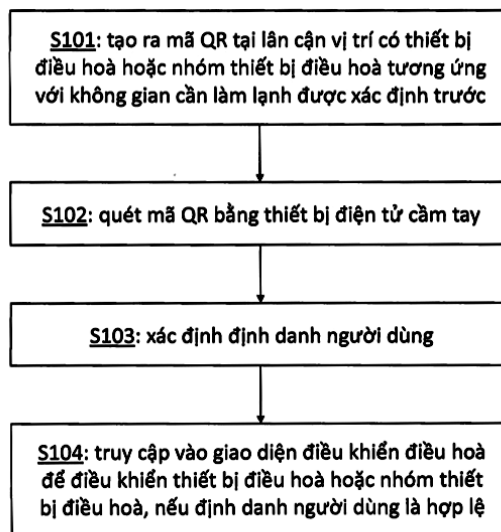 S101: tạo ra mã QR tại lân cận vị trí có thiết bị
điều hoà hoặc nhóm thiết bị điều hoà tương ứng
với không gian cần làm lạnh được xác định trước
S102: quét mã QR bằng thiết bị điện tử cầm tay
S103: xác định định danh người dùng
S104: truy cập vào giao diện điều khiển điều hoà
để điều khiển thiết bị điều hoà hoặc nhóm thiết
bị điều hoà, nếu định danh người dùng là hợp lệ